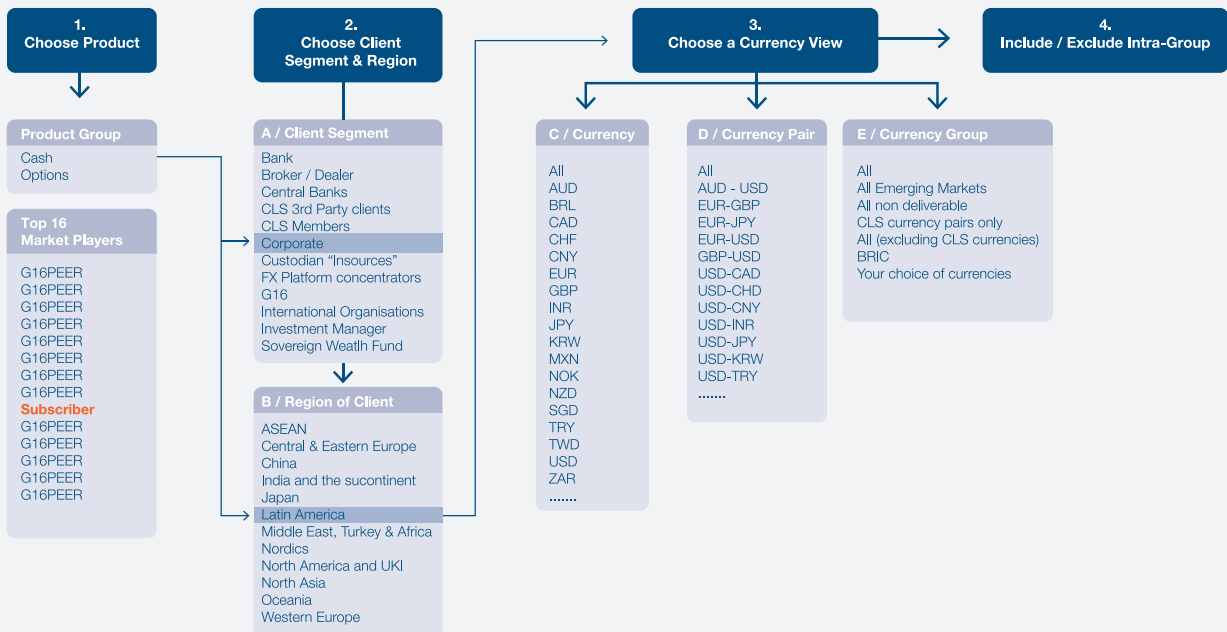 1.
Choose Product
2.
Choose Client
Segment & Region
3.
Choose a Currency View
4.
Include / Exclude Intra-Group
Product Group
Cash
Options
Top 16
Market Players
G16PEER
G16PEER
G16PEER
G16PEER
G16PEER
G16PEER
G16PEER
G16PEER
Subscriber
G16PEER
G16PEER
G16PEER
G16PEER
G16PEER
A / Client Segment
Bank
Broker / Dealer
Central Banks
CLS 3rd Party clients
CLS Members
Corporate
Custodian “Insources”
FX Platform concentrators
G16
International Organisations
Investment Manager
Sovereign Weatlh Fund
B / Region of Client
ASEAN
Central & Eastern Europe
China
India and the sucontinent
Japan
Latin America
Middle East, Turkey & Africa
Nordics
North America and UKI
North Asia
Oceania
Western Europe
C / Currency
All
AUD
BRL
CAD
CHF
CNY
EUR
GBP
INR
JPY
KRW
MXN
NOK
NZD
SGD
TRY
TWD
USD
ZAR
.......
D / Currency Pair
All
AUD - USD
EUR-GBP
EUR-JPY
EUR-USD
GBP-USD
USD-CAD
USD-CHD
USD-CNY
USD-INR
USD-JPY
USD-KRW
USD-TRY
.......
E / Currency Group
All
All Emerging Markets
All non deliverable
CLS currency pairs only
All (excluding CLS currencies)
BRIC
Your choice of currencies